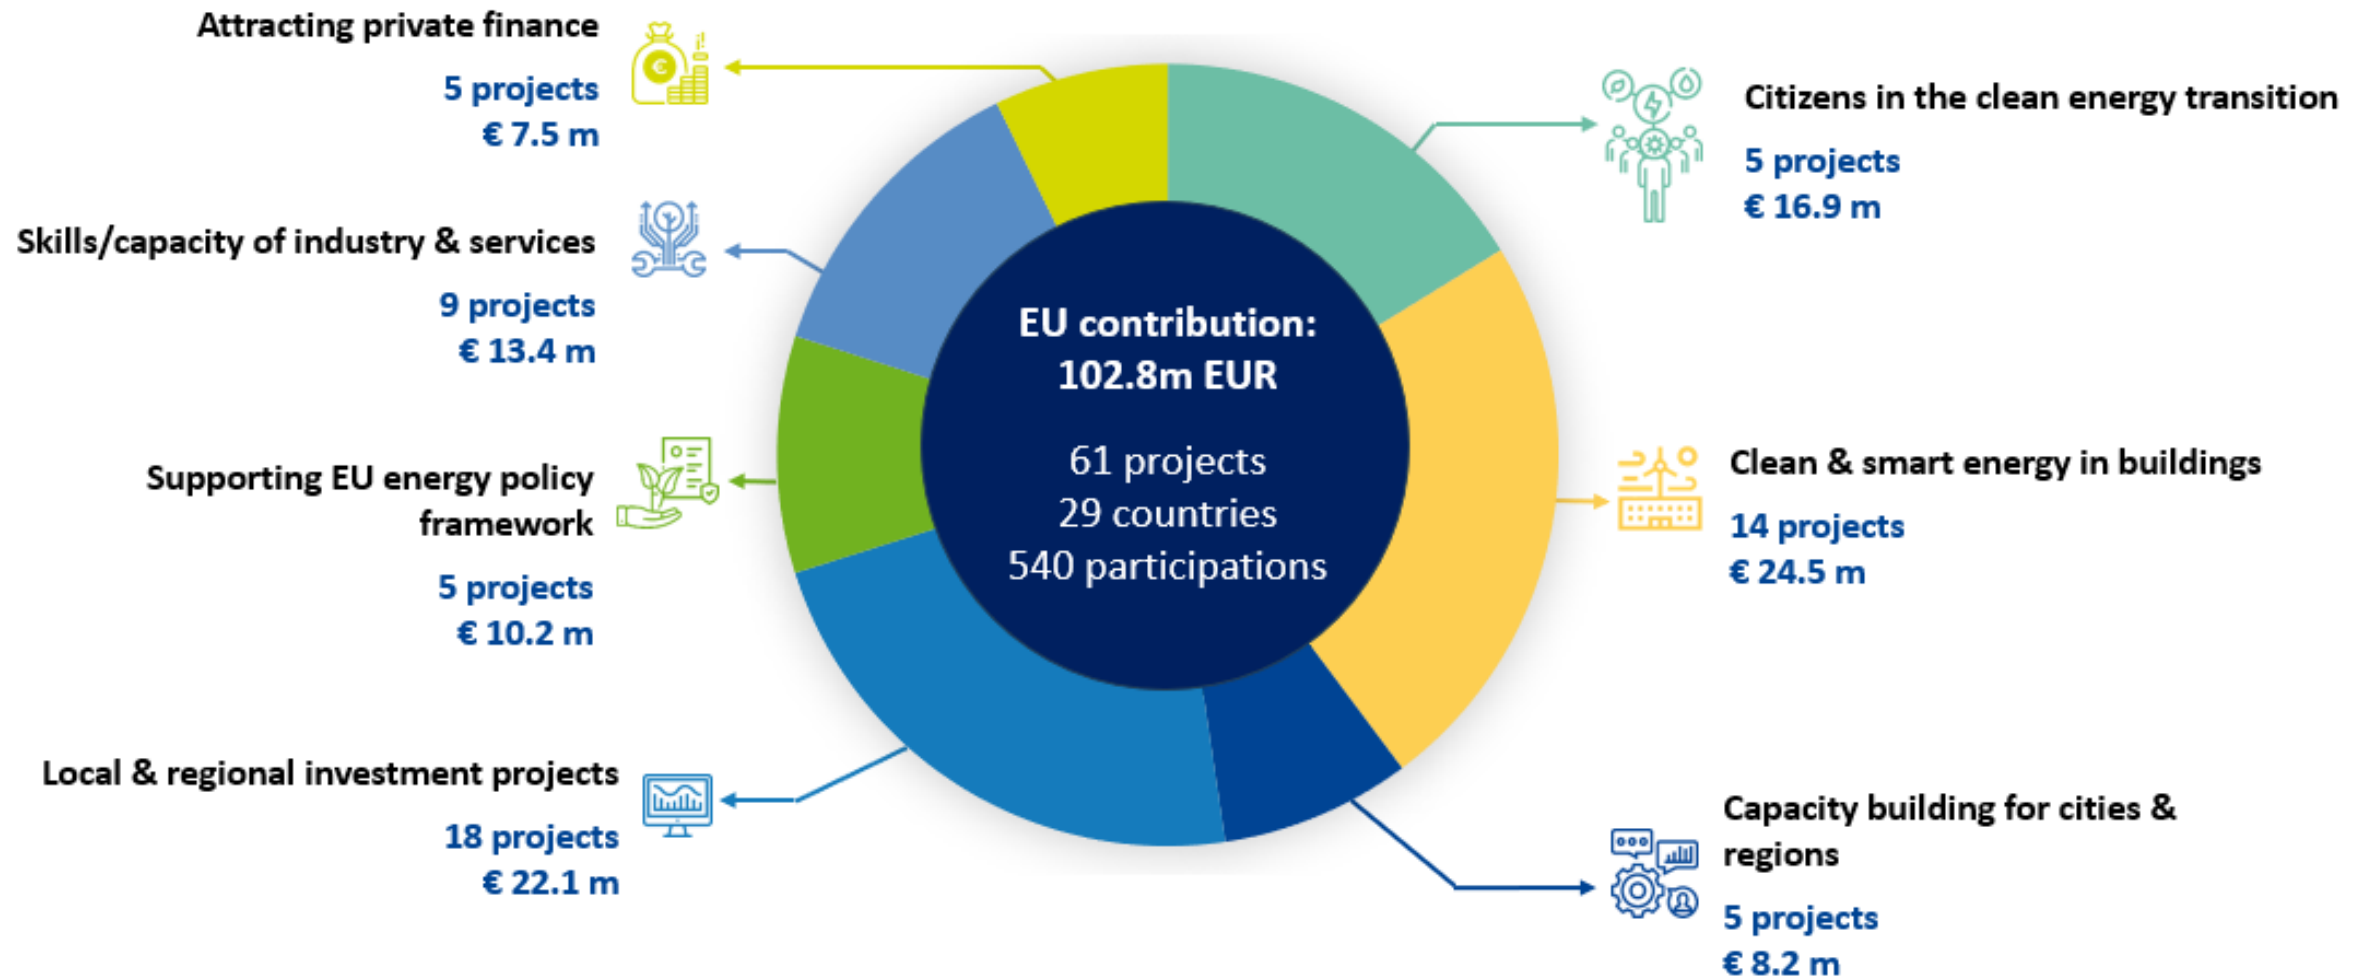 Attracting private finance
5 projects
€ 7.5 m
Skills/capacity of industry & services
9 projects
€ 13.4 m
Supporting EU energy policy
framework
5 projects
€ 10.2 m
Local & regional investment projects
18 projects
€ 22.1 m
EU contribution:
102.8m EUR
61 projects
29 countries
540 participations
Citizens in the clean energy transition
5 projects
€ 16.9 m
Clean & smart energy in buildings
14 projects
€ 24.5 m
Capacity building for cities &
regions
5 projects
€ 8.2 m